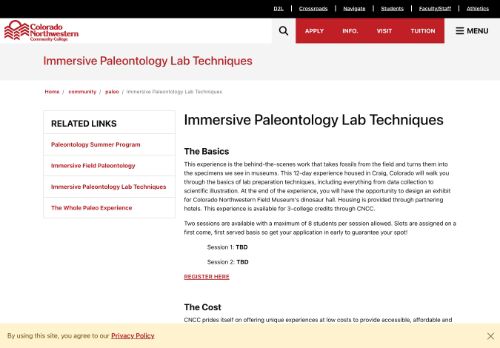 D2L | Crossroads | Navigate | Students | Faculty/Staff | Athletics
Colorado
Northwestern
Community College
APPLY INFO. VISIT TUITION MENU
Immersive Paleontology Lab Techniques
Home / community / paleo / Immersive Paleontology Lab Techniques
RELATED LINKS
Paleontology Summer Program
Immersive Field Paleontology
Immersive Paleontology Lab Techniques
The Whole Paleo Experience
Immersive Paleontology Lab Techniques
The Basics
This experience is the behind-the-scenes work that takes fossils from the field and turns them into
the specimens we see in museums. This 12-day experience housed in Craig, Colorado will walk you
through the basics of lab preparation techniques, including everything from data collection to
scientific illustration. At the end of the experience, you will have the opportunity to design an exhibit
for Colorado Northwestern Field Museum's dinosaur hall. Housing is provided through partnering
hotels. This experience is available for 3-college credits through CNCC.
Two sessions are available with a maximum of 8 students per session allowed. Slots are assigned on a
first come, first served basis so get your application in early to guarantee your spot!
Session 1: TBD
Session 2: TBD
REGISTER HERE
The Cost
CNCC prides itself on offering unique experiences at low costs to provide accessible, affordable and
By using this site, you agree to our Privacy Policy